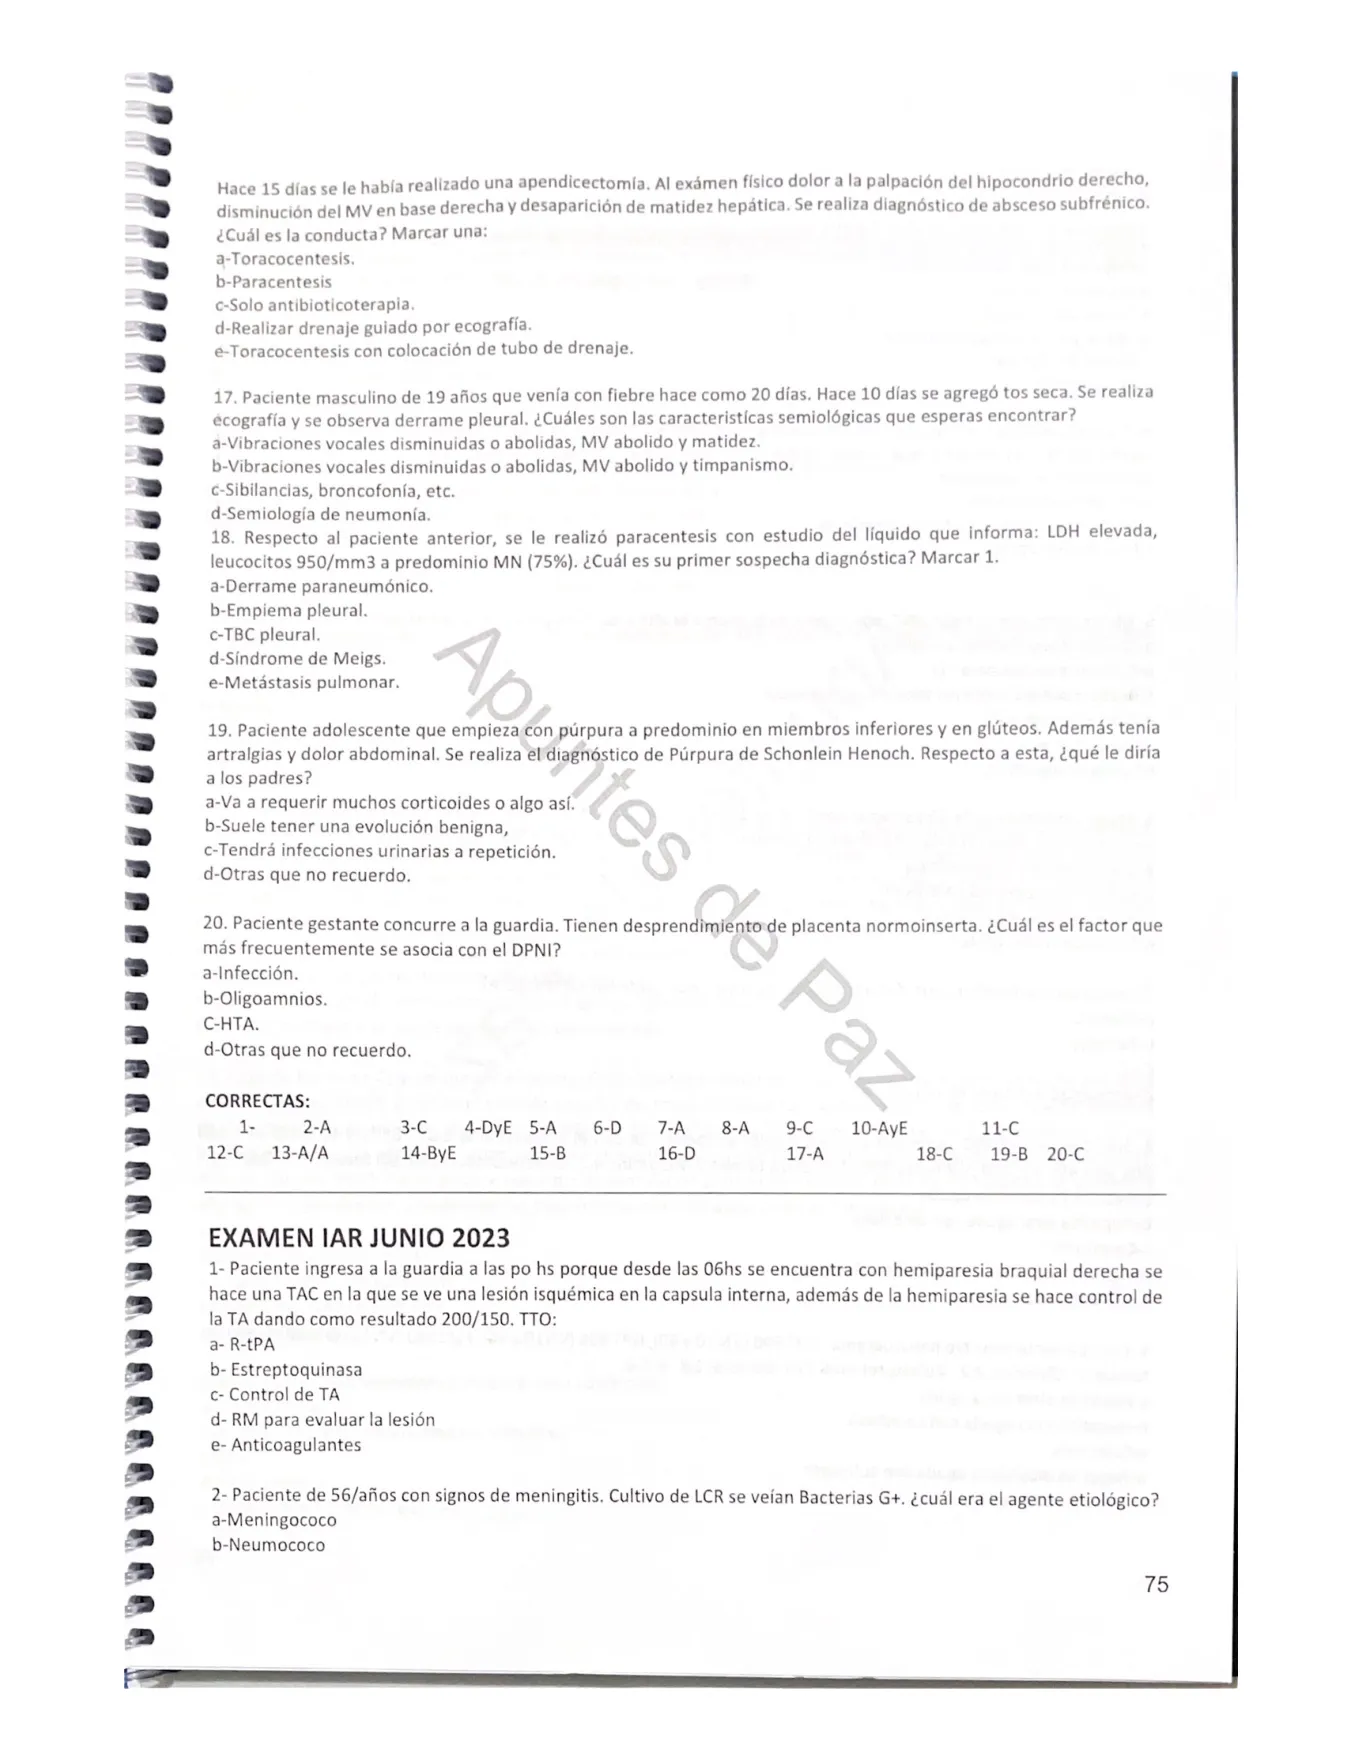 Hace 15 días se le había realizado una apendicectomía. Al exámen físico dolor a la palpación del hipocondrio derecho,
disminución del MV en base derecha y desaparición de matidez hepática. Se realiza diagnóstico de absceso subfrénico.
¿Cuál es la conducta? Marcar una:
a-Toracocentesis.
b-Paracentesis
c-Solo antibioticoterapia.
d-Realizar drenaje guiado por ecografía.
e-Toracocentesis con colocación de tubo de drenaje.
17. Paciente masculino de 19 años que venía con fiebre hace como 20 días. Hace 10 días se agregó tos seca. Se realiza
ecografía y se observa derrame pleural. ¿Cuáles son las caracteristícas semiológicas que esperas encontrar?
a-Vibraciones vocales disminuidas o abolidas, MV abolido y matidez.
b-Vibraciones vocales disminuidas o abolidas, MV abolido y timpanismo.
c-Sibilancias, broncofonía, etc.
d-Semiología de neumonía.
18. Respecto al paciente anterior, se le realizó paracentesis con estudio del líquido que informa: LDH elevada,
leucocitos 950/mm3 a predominio MN (75%). ¿Cuál es su primer sospecha diagnóstica? Marcar 1.
a-Derrame paraneumónico.
b-Empiema pleural.
c-TBC pleural.
d-Síndrome de Meigs.
e-Metástasis pulmonar.
19. Paciente adolescente que empieza con púrpura a predominio en miembros inferiores y en glúteos. Además tenía
artralgias y dolor abdominal. Se realiza el diagnóstico de Púrpura de Schonlein Henoch. Respecto a esta, ¿qué le diría
a los padres?
a-Va a requerir muchos corticoides o algo así.
b-Suele tener una evolución benigna,
c-Tendrá infecciones urinarias a repetición.
d-Otras que no recuerdo.
20. Paciente gestante concurre a la guardia. Tienen desprendimiento de placenta normoinserta. ¿Cuál es el factor que
más frecuentemente se asocia con el DPNI?
a-Infección.
b-Oligoamnios.
C-HTA.
d-Otras que no recuerdo.
Apuntes de Paz
CORRECTAS:
1- 2-A 3-C 4-DyE 5-A 6-D 7-A 8-A 9-C 10-AyE 11-C
12-C 13-A/A 14-ByE 15-B 16-D 17-A 18-C 19-B 20-C
EXAMEN IAR JUNIO 2023
1- Paciente ingresa a la guardia a las po hs porque desde las 06hs se encuentra con hemiparesia braquial derecha se
hace una TAC en la que se ve una lesión isquémica en la capsula interna, además de la hemiparesia se hace control de
la TA dando como resultado 200/150. TTO:
a- R-tPA
b- Estreptoquinasa
c- Control de TA
d- RM para evaluar la lesión
e- Anticoagulantes
2- Paciente de 56/años con signos de meningitis. Cultivo de LCR se veían Bacterias G+. ¿cuál era el agente etiológico?
a-Meningococo
b-Neumococo
75